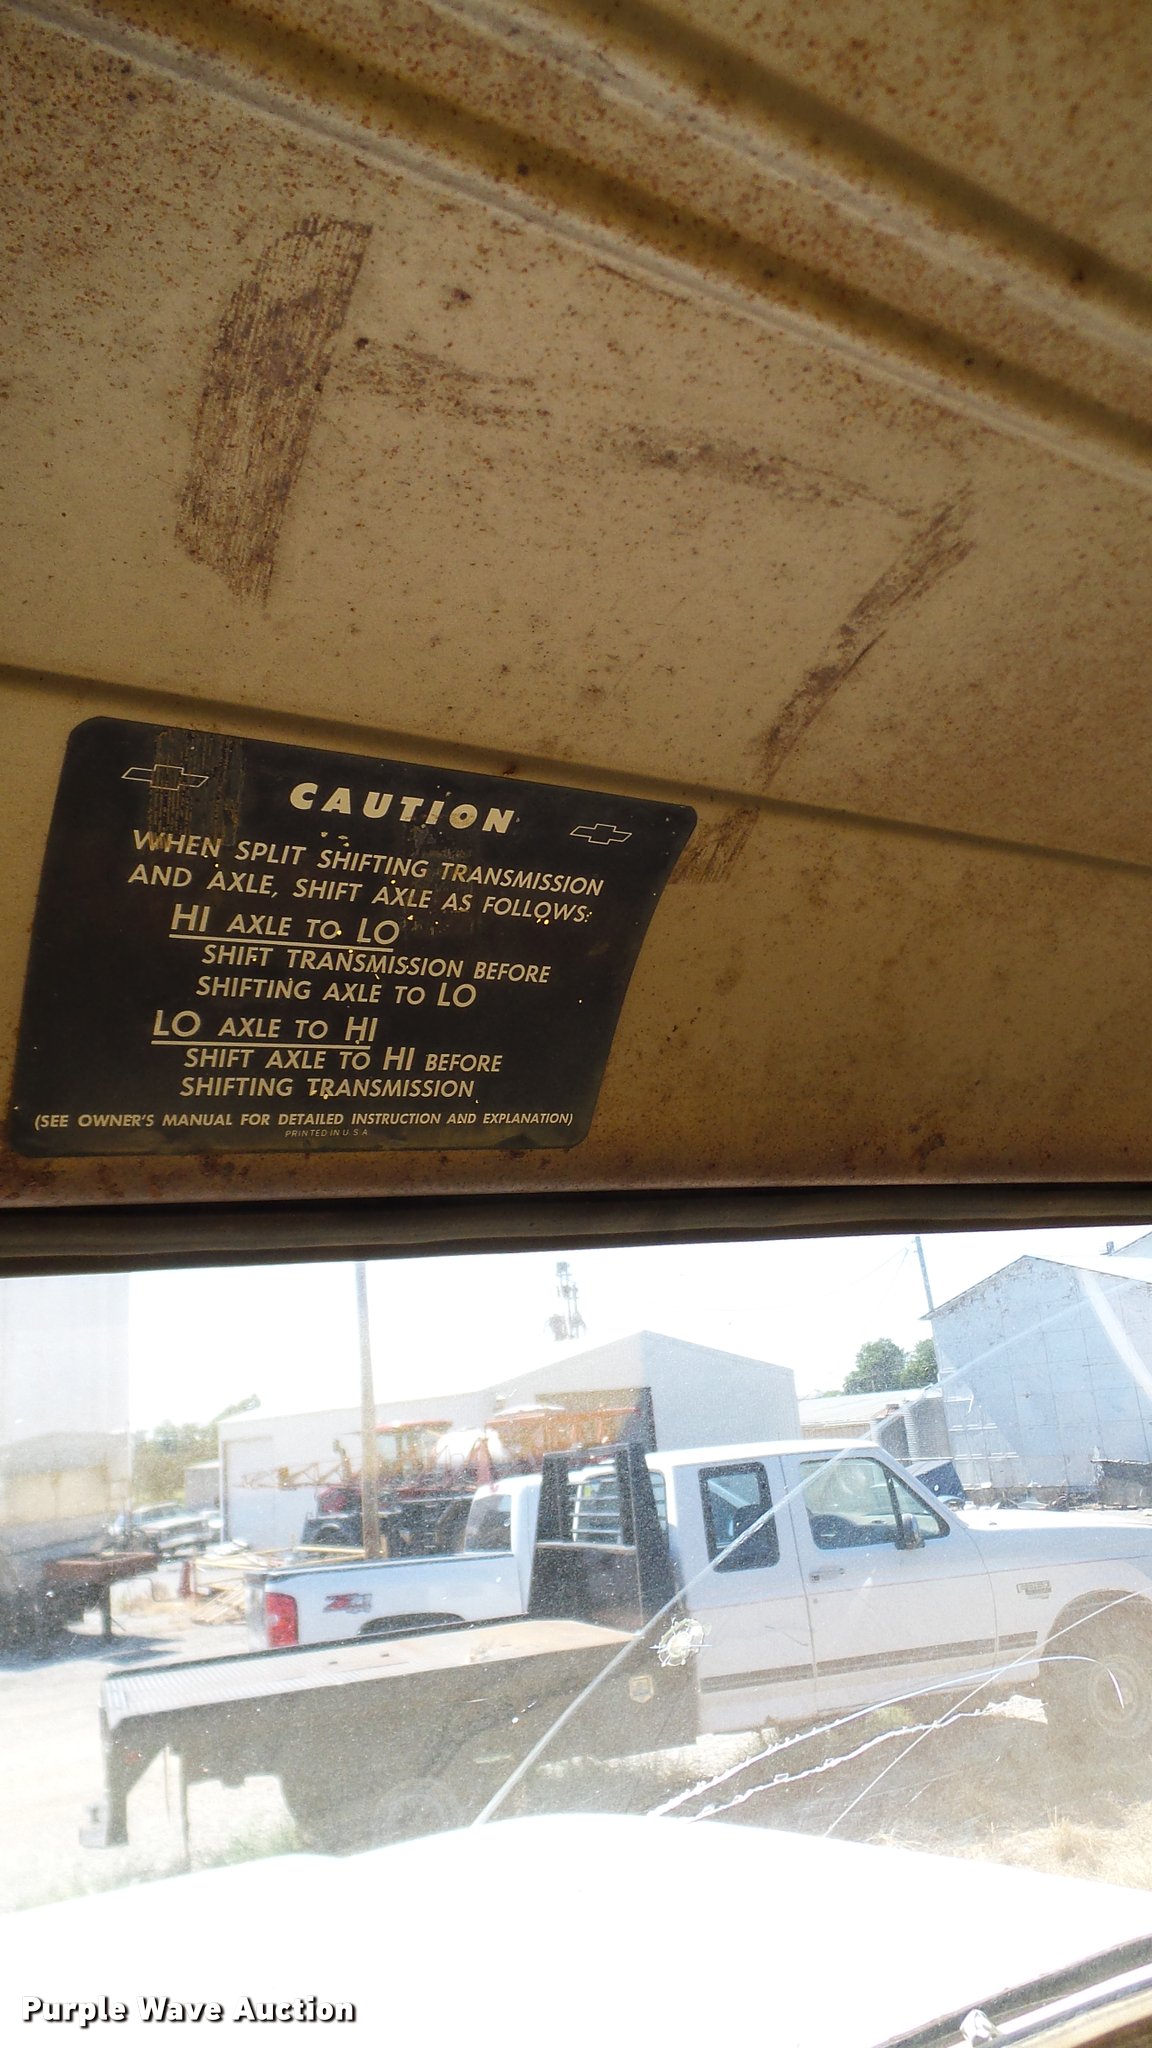 CAUTION
WHEN SPLIT SHIFTING TRANSMISSION
AND AXLE, SHIFT AXLE AS FOLLOWS:
HI AXLE TO LO
SHIFT TRANSMISSION BEFORE
SHIFTING AXLE TO LO
LO AXLE TO HI
SHIFT AXLE TO HI BEFORE
SHIFTING TRANSMISSION
(SEE OWNER'S MANUAL FOR DETAILED INSTRUCTION AND EXPLANATION)
PRINTED IN U.S.A.
Z71
Purple Wave Auction